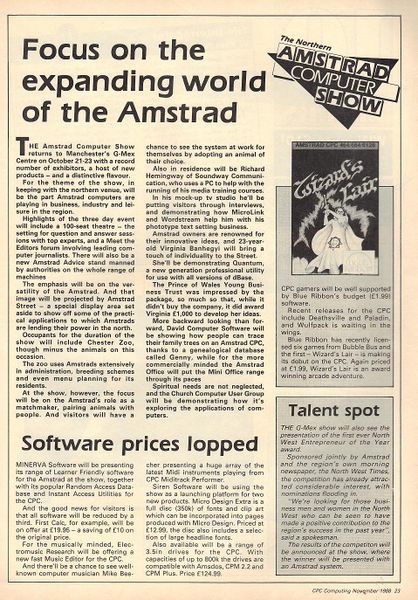 Focus on the
expanding world
of the Amstrad
The Northern
AMSTRAD
COMPUTER
SHOW
THE Amstrad Computer Show
returns to Manchester's G-Mex
Centre on October 21-23 with a record
number of exhibitors, a host of new
products – and a distinctive flavour.
For the theme of the show, in
keeping with the northern venue, will
be the part Amstrad computers are
playing in business, industry and lei-
sure in the region.
Highlights of the three day event
will include a 100-seat theatre – the
setting for question and answer ses-
sions with top experts, and a Meet the
Editors forum involving leading com-
puter journalists. There will also be a
new Amstrad Advice stand manned
by authorities on the whole range of
machines
The emphasis will be on the ver-
satility of the Amstrad. And that
image will be projected by Amstrad
Street – a special display area set
aside to show off some of the practi-
cal applications to which Amstrads
are lending their power in the north.
Occupants for the duration of the
show will include Chester Zoo,
though minus the animals on this
occasion.
The zoo uses Amstrads extensively
in administration, breeding schemes
and even menu planning for its
residents.
At the show, however, the focus
will be on the Amstrad's role as a
matchmaker, pairing animals with
people. And visitors will have a
chance to see the system at work for
themselves by adopting an animal of
their choice.
Also in residence will be Richard
Hemingway of Soundway Communi-
cation, who uses a PC to help with the
running of his media training courses.
In his mock-up tv studio he'll be
putting visitors through interviews,
and demonstrating how MicroLink
and Wordstream help him with his
phototype text setting business.
Amstrad owners are renowned for
their innovative ideas, and 23-year-
old Virginia Banhegyi will bring a
touch of individuality to the Street.
She'll be demonstrating Quantum,
a new generation professional utility
for use with all versions of dBase.
The Prince of Wales Young Busi-
ness Trust was impressed by the
package, so much so that, while it
didn't buy the company, it did award
Virginia £1,000 to develop her ideas.
More backward looking than for-
ward, David Computer Software will
be showing how people can trace
their family trees on an Amstrad CPC,
thanks to a genealogical database
called Genny, while for the more
commercially minded the Amstrad
Office will put the Mini Office range
through its paces
Spiritual needs are not neglected,
and the Church Computer User Group
will be demonstrating how it's
exploring the applications of com-
puters.
AMSTRAD CPC 464/664/6128
Wizard's
Lair
CPC gamers will be well supported
by Blue Ribbon's budget (£1.99)
software.
Recent releases for the CPC
include Deathsville and Paladin,
and Wulfpack is waiting in the
wings.
Blue Ribbon has recently licen-
sed six games from Bubble Bus and
the first – Wizard's Lair – is making
its debut on the CPC. Again priced
at £1.99, Wizard's Lair is an award
winning arcade adventure.
Software prices lopped
MINERVA Software will be presenting
its range of Learner Friendly software
for the Amstrad at the show, together
with its popular Random Access Data-
base and Instant Access Utilities for
the CPC.
And the good news for visitors is
that all software will be reduced by a
third. First Calc, for example, will be
on offer at £19.95 – a saving of £10 on
the original price.
For the musically minded, Elec-
tromusic Research will be offering a
new fast Music Editor for the CPC.
And there'll be a chance to see well-
known computer musician Mike Bee-
cher presenting a huge array of the
latest Midi instruments playing from
CPC Miditrack Performer.
Siren Software will be using the
show as a launching platform for two
new products. Micro Design Extra is a
full disc (350k) of fonts and clip art
which can be incorporated into pages
produced with Micro Design. Priced at
£12.99, the disc also includes a selec-
tion of large headline fonts.
Also available will be a range of
3.5in drives for the CPC. With
capacities of up to 800k the drives are
compatible with Amsdos, CPM 2.2 and
CPM Plus. Price £124.99.
Talent spot
THE G-Mex show will also see the
presentation of the first ever North
West Entrepreneur of the Year
award.
Sponsored jointly by Amstrad
and the region's own morning
newspaper, the North West Times,
the competition has already attrac-
ted considerable interest, with
nominations flooding in.
"We're looking for those busi-
ness men and women in the North
West who can be seen to have
made a positive contribution to the
region's success in the past year",
said a spokesman.
The results of the competition will
be announced at the show, where
the winner will be presented with
an Amstrad system.
CPC Computing November 1988 23